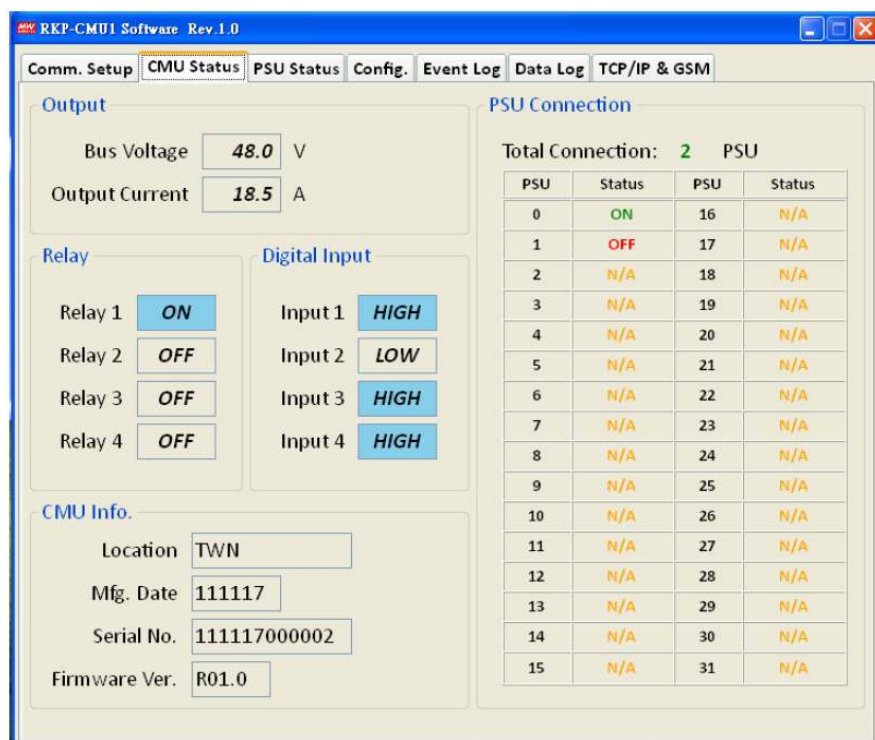 MW RKP-CMU1 Software Rev.1.0
Comm. Setup CMU Status PSU Status Config. Event Log Data Log TCP/IP & GSM
Output
Bus Voltage 48.0 V
Output Current 18.5 A
Relay
Relay 1 ON
Relay 2 OFF
Relay 3 OFF
Relay 4 OFF
Digital Input
Input 1 HIGH
Input 2 LOW
Input 3 HIGH
Input 4 HIGH
CMU Info.
Location TWN
Mfg. Date 111117
Serial No. 111117000002
Firmware Ver. R01.0
PSU Connection
Total Connection: 2 PSU
PSU Status PSU Status
0 ON 16 N/A
1 OFF 17 N/A
2 N/A 18 N/A
3 N/A 19 N/A
4 N/A 20 N/A
5 N/A 21 N/A
6 N/A 22 N/A
7 N/A 23 N/A
8 N/A 24 N/A
9 N/A 25 N/A
10 N/A 26 N/A
11 N/A 27 N/A
12 N/A 28 N/A
13 N/A 29 N/A
14 N/A 30 N/A
15 N/A 31 N/A